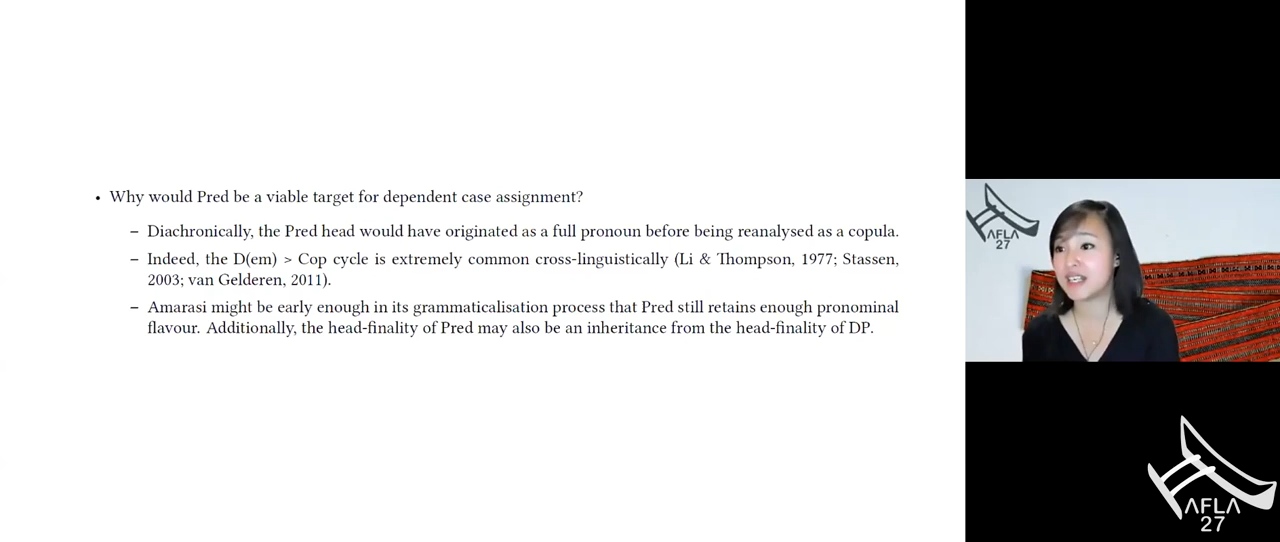 • Why would Pred be a viable target for dependent case assignment?
– Diachronically, the Pred head would have originated as a full pronoun before being reanalysed as a copula.
– Indeed, the D(em) > Cop cycle is extremely common cross-linguistically (Li & Thompson, 1977; Stassen,
2003; van Gelderen, 2011).
– Amarasi might be early enough in its grammaticalisation process that Pred still retains enough pronominal
flavour. Additionally, the head-finality of Pred may also be an inheritance from the head-finality of DP.
AFLA
27
AFLA
27